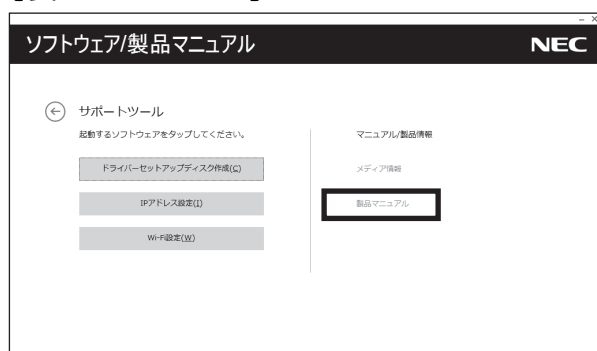 ソフトウェア/製品マニュアル
NEC
サポートツール
起動するソフトウェアをタップしてください。
ドライバーセットアップディスク作成(C)
IPアドレス設定(I)
Wi-Fi設定(W)
マニュアル/製品情報
メディア情報
製品マニュアル